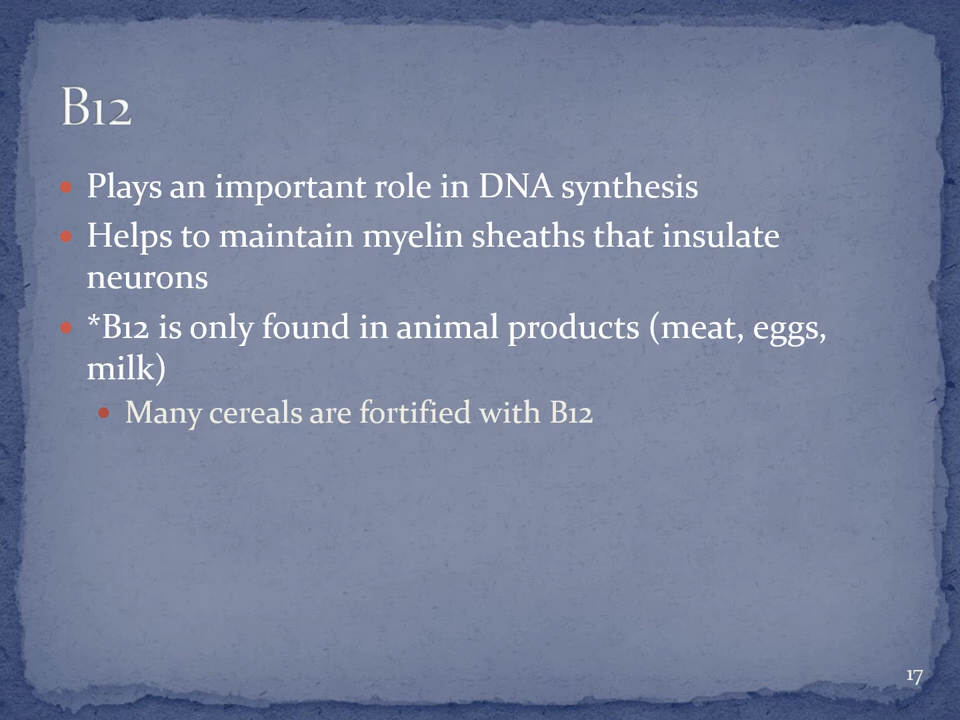 B12
• Plays an important role in DNA synthesis
• Helps to maintain myelin sheaths that insulate
neurons
• *B12 is only found in animal products (meat, eggs,
milk)
• Many cereals are fortified with B12
17